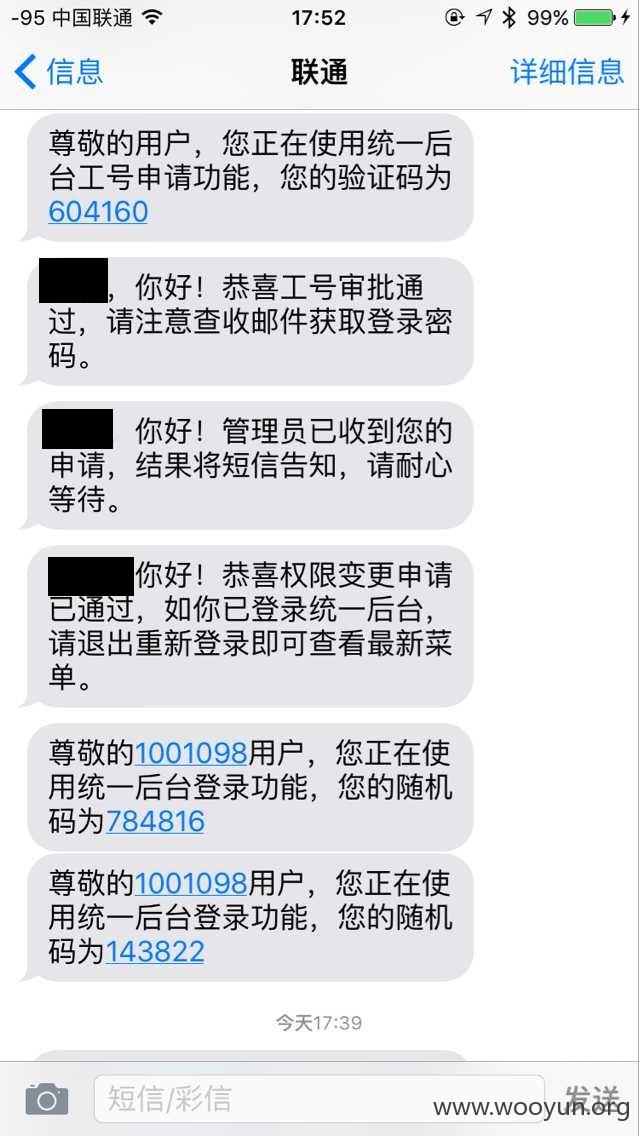 -95 中国联通 17:52 99%
信息 联通 详细信息
尊敬的用户，您正在使用统一后
台工号申请功能，您的验证码为
604160
，你好！恭喜工号审批通
过，请注意查收邮件获取登录密
码。
你好！管理员已收到您的
申请，结果将短信告知，请耐心
等待。
你好！恭喜权限变更申请
已通过，如你已登录统一后台，
请退出重新登录即可查看最新菜
单。
尊敬的1001098用户，您正在使
用统一后台登录功能，您的随机
码为784816
尊敬的1001098用户，您正在使
用统一后台登录功能，您的随机
码为143822
今天17:39
短信/彩信 发送
www.wooyun.org